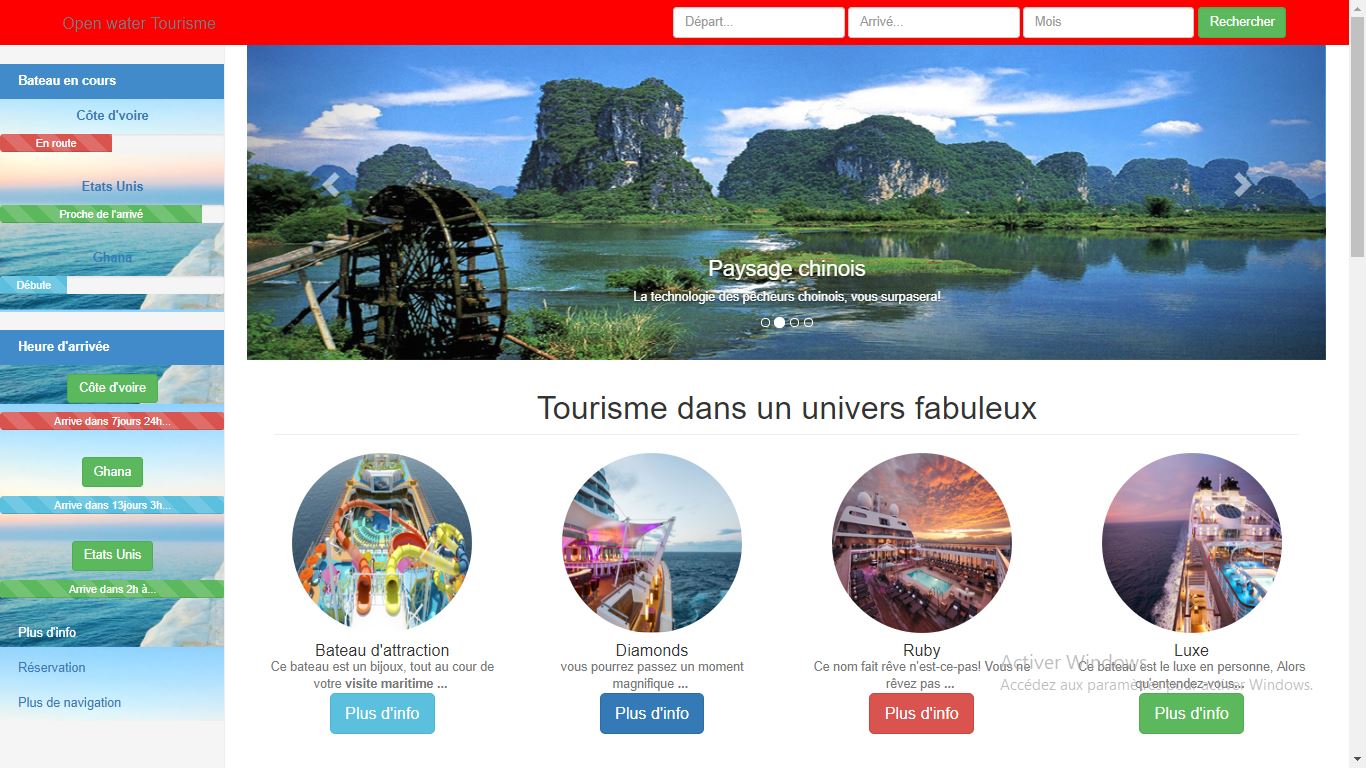 Open water Tourisme
Départ...
Arrivé...
Mois
Rechercher
Bateau en cours
Côte d'voire
En route
Etats Unis
Proche de l'arrivé
Ghana
Débute
Heure d'arrivée
Côte d'voire
Arrive dans 7jours 24h...
Ghana
Arrive dans 13jours 3h...
Etats Unis
Arrive dans 2h à...
Plus d'info
Réservation
Plus de navigation
Paysage chinois
La technologie des pêcheurs choinois, vous surpasera!
Tourisme dans un univers fabuleux
Bateau d'attraction
Ce bateau est un bijoux, tout au cour de
votre visite maritime ...
Plus d'info
Diamonds
vous pourrez passez un moment
magnifique ...
Plus d'info
Ruby
Ce nom fait rêve n'est-ce-pas! Vous ne
rêvez pas ...
Plus d'info
Luxe
Ce bateau est le luxe en personne, Alors
qu'entendez-vous...
Plus d'info
Activer Windows
Accédez aux paramètres pour activer Windows.